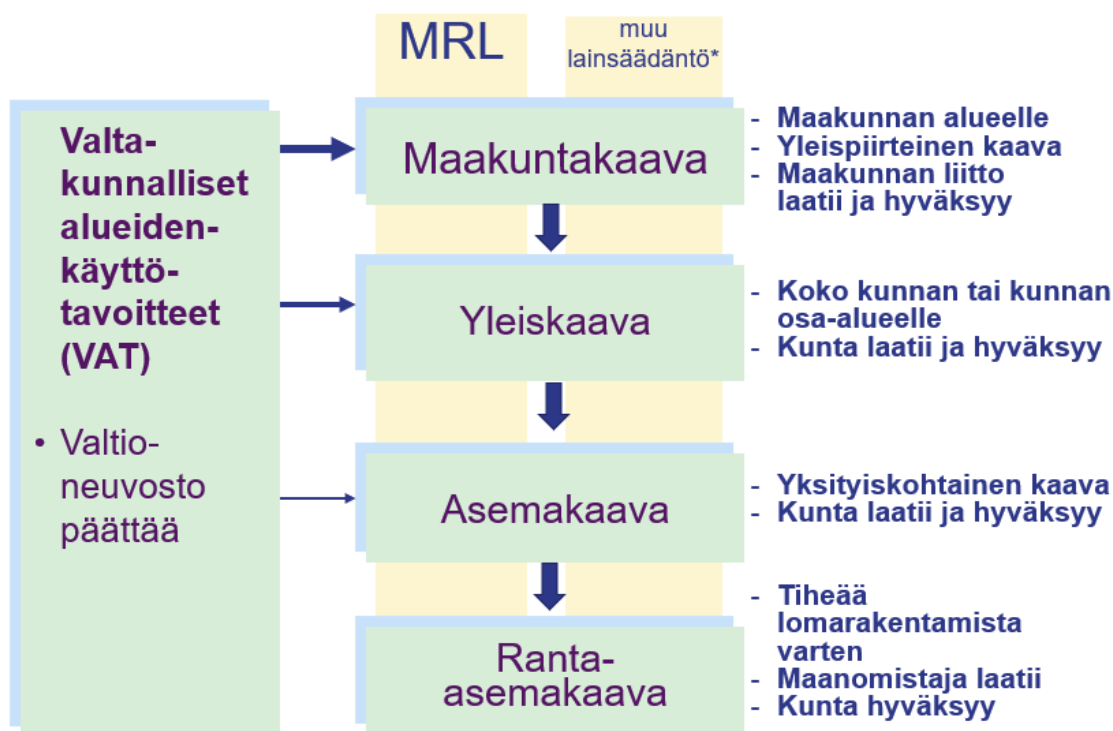 MRL
muu
lainsäädäntö*
Valta-
kunnalliset
alueiden-
käyttö-
tavoitteet
(VAT)
• Valtio-
neuvosto
päättää
Maakuntakaava
- Maakunnan alueelle
- Yleispiirteinen kaava
- Maakunnan liitto
laatii ja hyväksyy
Yleiskaava
- Koko kunnan tai kunnan
osa-alueelle
- Kunta laatii ja hyväksyy
Asemakaava
- Yksityiskohtainen kaava
- Kunta laatii ja hyväksyy
Ranta-
asemakaava
- Tiheää
lomarakentamista
varten
- Maanomistaja laatii
- Kunta hyväksyy